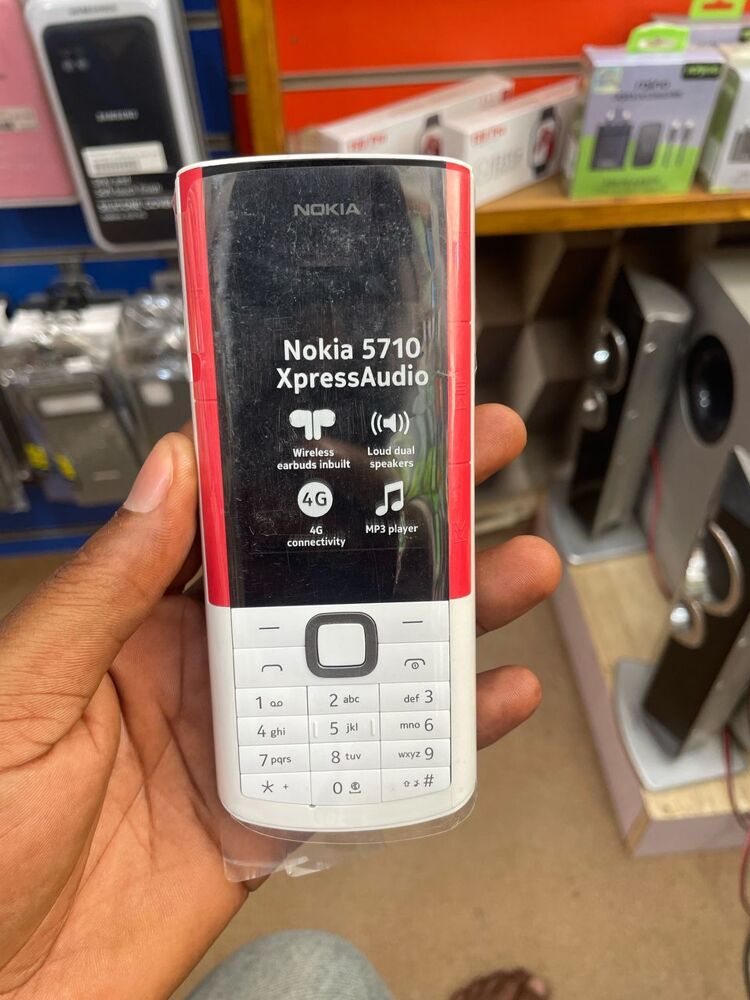 SAMSUNG
NOKIA
Nokia 5710
XpressAudio
Wireless
earbuds inbuilt
Loud dual
speakers
4G
4G
connectivity
MP3 player
1
2 abc
def 3
4 ghi
5 jkl
mno 6
7 pqrs
8 tuv
wxyz 9
* +
0
#